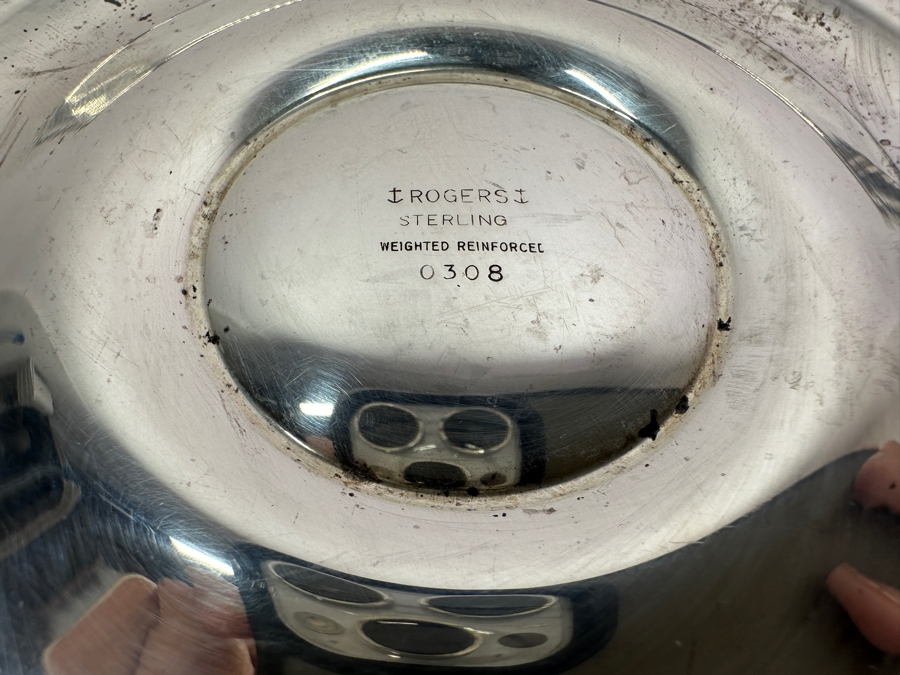 ⚓ROGERS⚓
STERLING
WEIGHTED REINFORCED
0308